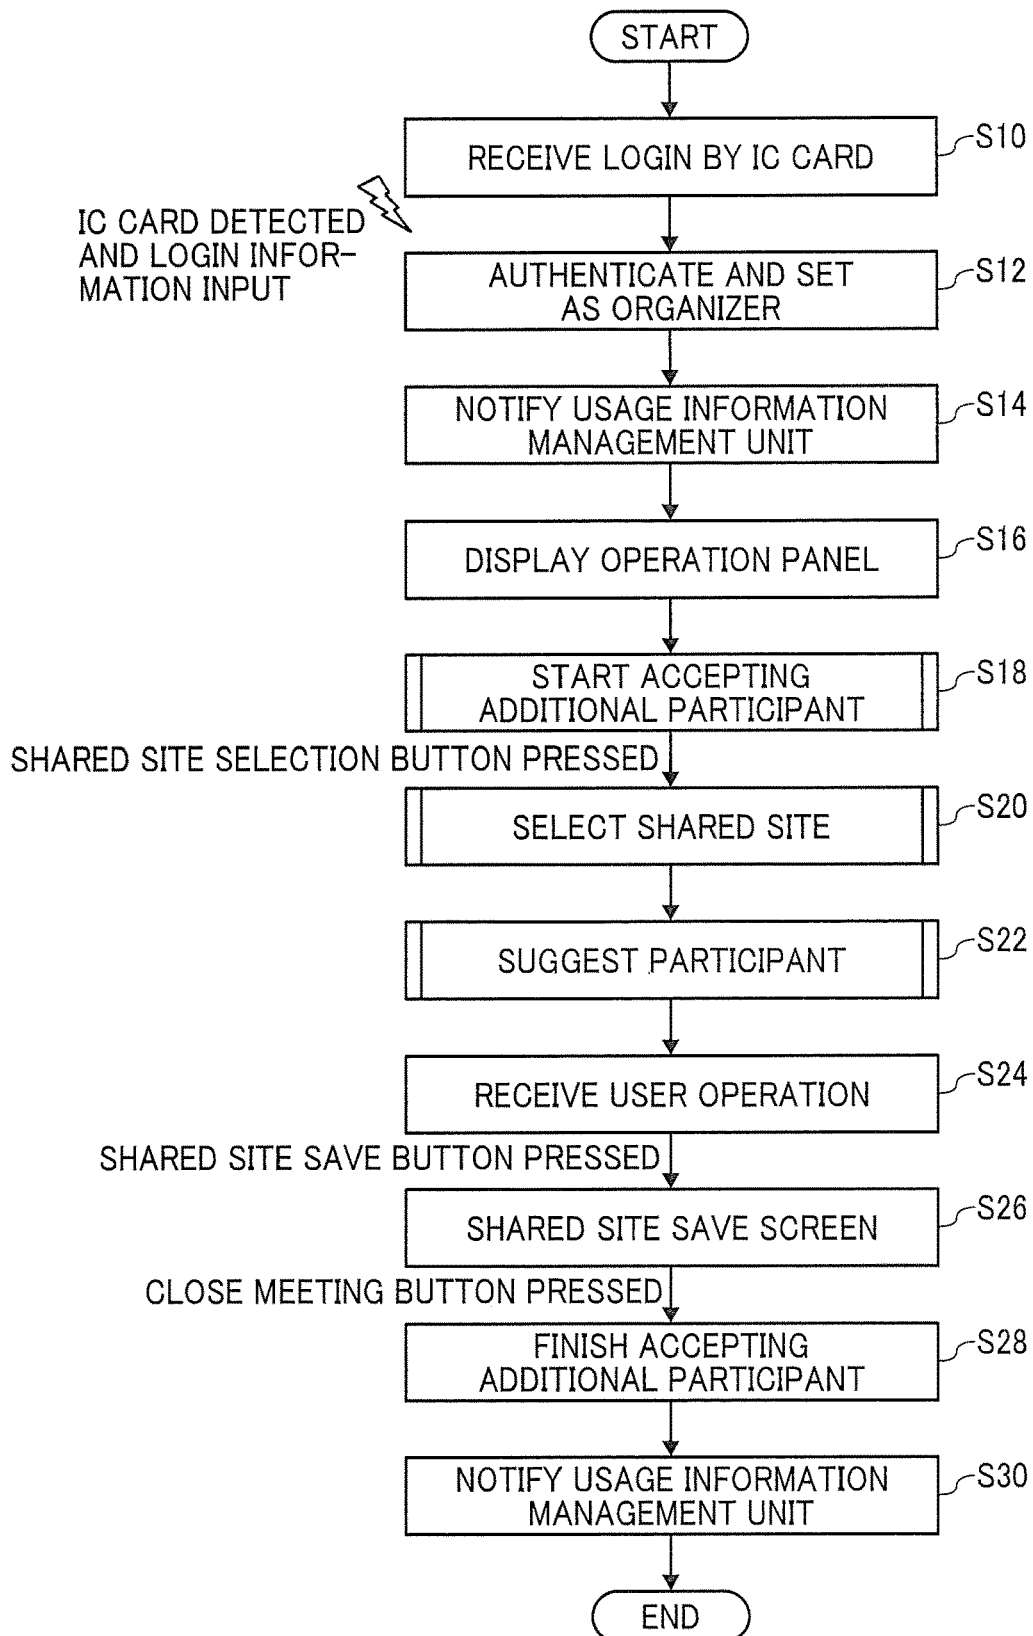 START
RECEIVE LOGIN BY IC CARD
S10
IC CARD DETECTED
AND LOGIN INFOR-
MATION INPUT
AUTHENTICATE AND SET
AS ORGANIZER
S12
NOTIFY USAGE INFORMATION
MANAGEMENT UNIT
S14
DISPLAY OPERATION PANEL
S16
START ACCEPTING
ADDITIONAL PARTICIPANT
S18
SHARED SITE SELECTION BUTTON PRESSED
SELECT SHARED SITE
S20
SUGGEST PARTICIPANT
S22
RECEIVE USER OPERATION
S24
SHARED SITE SAVE BUTTON PRESSED
SHARED SITE SAVE SCREEN
S26
CLOSE MEETING BUTTON PRESSED
FINISH ACCEPTING
ADDITIONAL PARTICIPANT
S28
NOTIFY USAGE INFORMATION
MANAGEMENT UNIT
S30
END